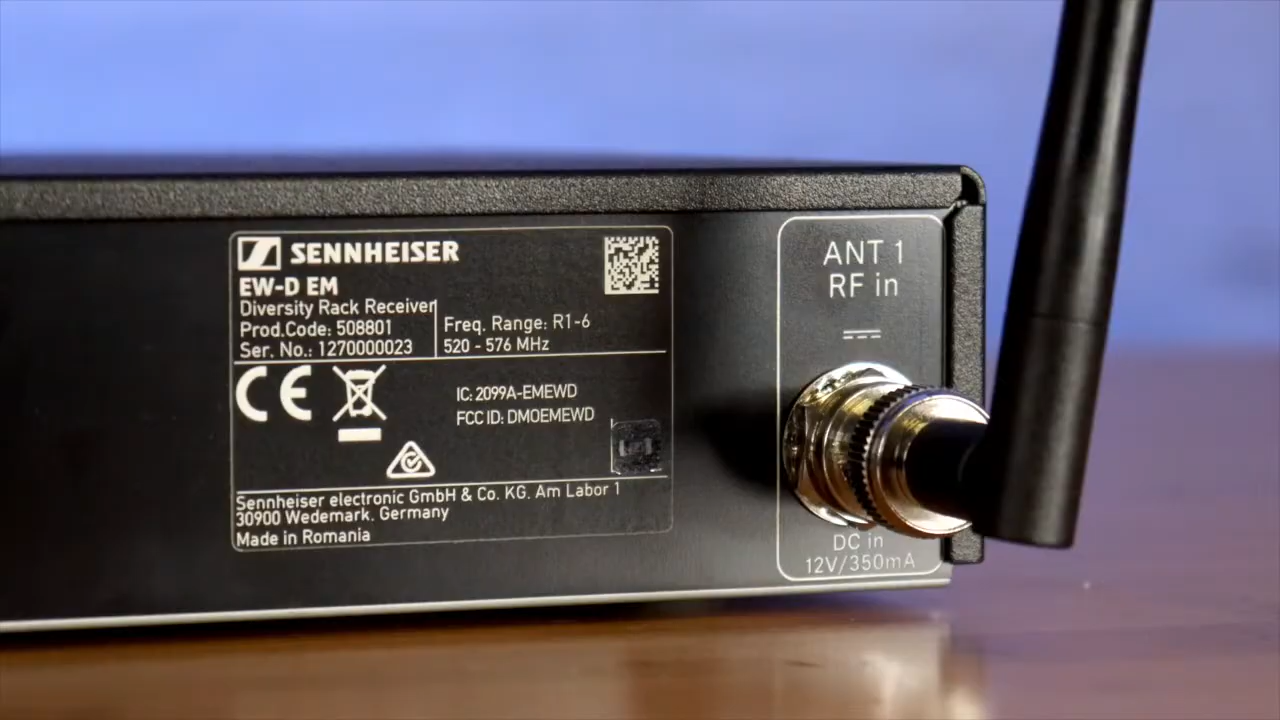 SENNHEISER
EW-D EM
Diversity Rack Receiver
Prod.Code: 508801
Ser. No.: 1270000023
Freq. Range: R1-6
520 - 576 MHz
CE
IC: 2099A-EMEWD
FCC ID: DMOEMEWD
Sennheiser electronic GmbH & Co. KG. Am Labor 1
30900 Wedemark. Germany
Made in Romania
ANT 1
RF in
DC in
12V/350mA